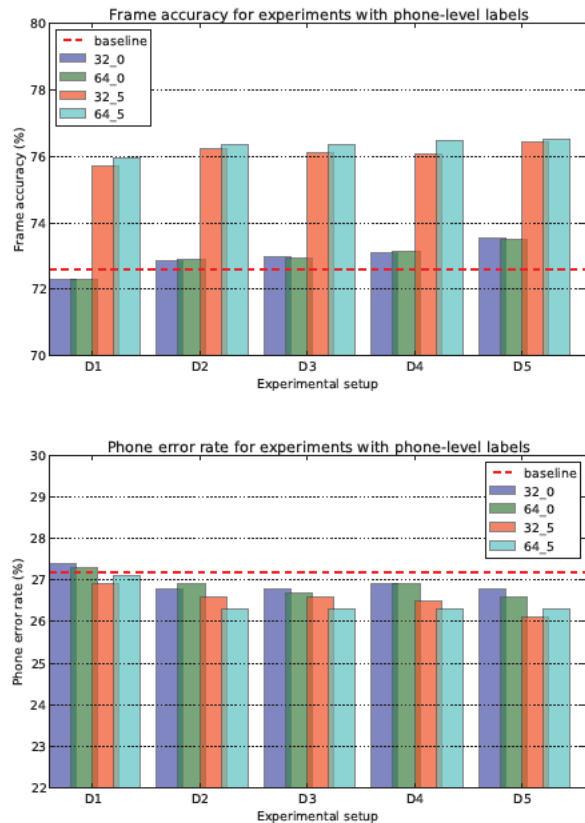 Frame accuracy for experiments with phone-level labels
80
78
76
74
72
70
Frame accuracy (%)
baseline
32_0
64_0
32_5
64_5
D1 D2 D3 D4 D5
Experimental setup
Phone error rate for experiments with phone-level labels
30
29
28
27
26
25
24
23
22
Phone error rate (%)
baseline
32_0
64_0
32_5
64_5
D1 D2 D3 D4 D5
Experimental setup